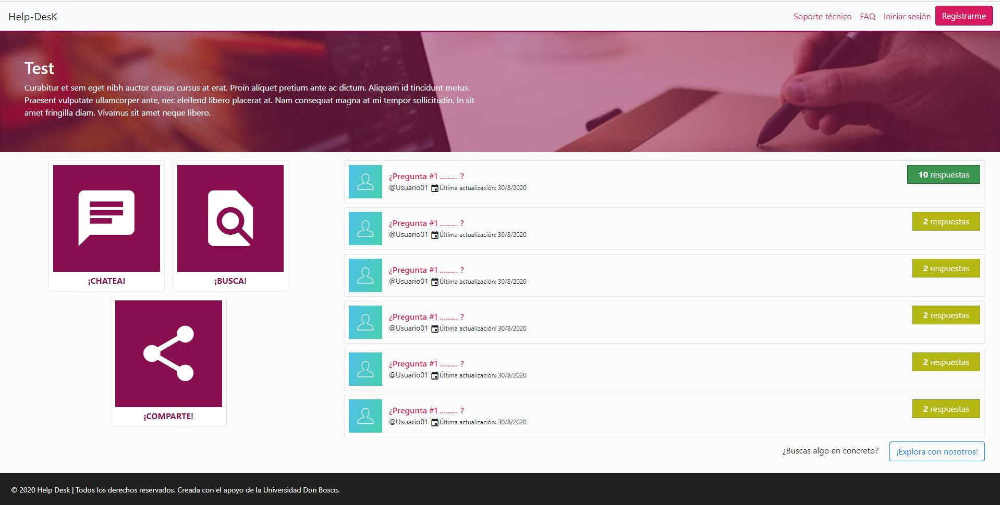 Help-DesK
Soporte técnico
FAQ
Iniciar sesión
Registrarme
Test
Curabitur et sem eget nibh auctor cursus cursus at erat. Proin aliquet pretium ante ac dictum. Aliquam id tincidunt metus.
Praesent vulputate ullamcorper ante, nec eleifend libero placerat at. Nam consequat magna at mi tempor sollicitudin. In sit
amet fringilla diam. Vivamus sit amet neque libero.
¡CHATEA!
¡BUSCA!
¡COMPARTE!
¿Pregunta #1 ......... ?
@Usuario01 Última actualización: 30/8/2020
10 respuestas
¿Pregunta #1 ......... ?
@Usuario01 Última actualización: 30/8/2020
2 respuestas
¿Pregunta #1 ......... ?
@Usuario01 Última actualización: 30/8/2020
2 respuestas
¿Pregunta #1 ......... ?
@Usuario01 Última actualización: 30/8/2020
2 respuestas
¿Pregunta #1 ......... ?
@Usuario01 Última actualización: 30/8/2020
2 respuestas
¿Pregunta #1 ......... ?
@Usuario01 Última actualización: 30/8/2020
2 respuestas
¿Buscas algo en concreto?
¡Explora con nosotros!
© 2020 Help Desk | Todos los derechos reservados. Creada con el apoyo de la Universidad Don Bosco.